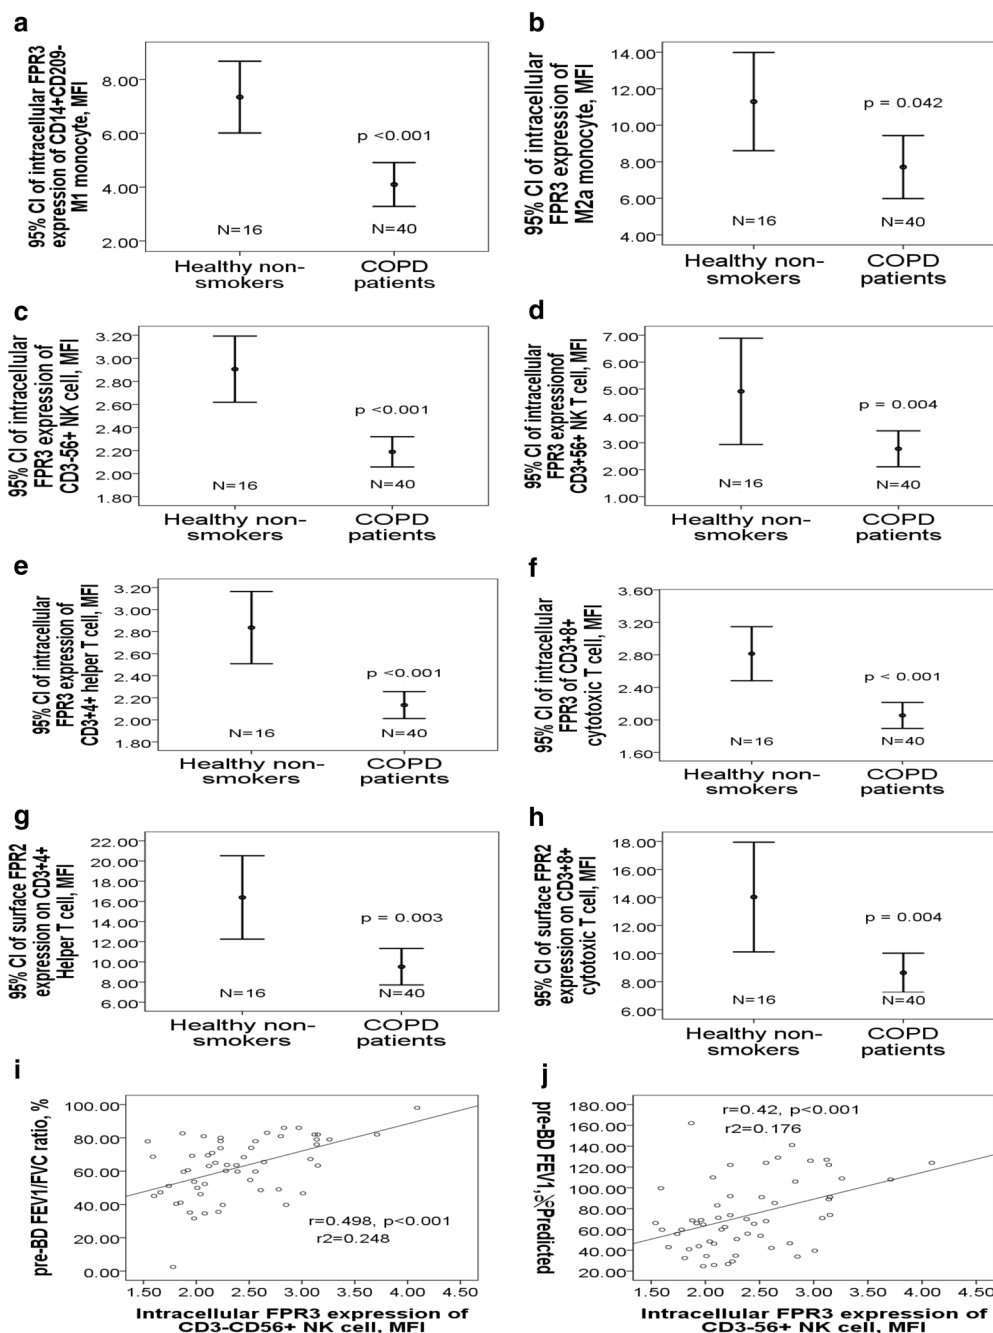 a
95% CI of intracellular FPR3
expression of CD14+CD209-
M1 monocyte, MFI
8.00
6.00
4.00
2.00
p <0.001
N=16
N=40
Healthy non-
smokers
COPD
patients
b
95% CI of intracellular
FPR3 expression of
M2a monocyte, MFI
14.00
12.00
10.00
8.00
6.00
4.00
p = 0.042
N=16
N=40
Healthy non-
smokers
COPD
patients
c
95% CI of intracellular
FPR3 expression of
CD3-56+ NK cell, MFI
3.20
3.00
2.80
2.60
2.40
2.20
2.00
1.80
p <0.001
N=16
N=40
Healthy non-
smokers
COPD
patients
d
95% CI of intracellular
FPR3 expressionof
CD3+56+ NK T cell, MFI
7.00
6.00
5.00
4.00
3.00
2.00
1.00
p = 0.004
N=16
N=40
Healthy non-
smokers
COPD
patients
e
95% CI of intracellular
FPR3 expression of
CD3+4+ helper T cell, MFI
3.20
3.00
2.80
2.60
2.40
2.20
2.00
1.80
p <0.001
N=16
N=40
Healthy non-
smokers
COPD
patients
f
95% CI of intracellular
FPR3 of CD3+8+
cytotoxic T cell, MFI
3.60
3.20
2.80
2.40
2.00
1.60
p < 0.001
N=16
N=40
Healthy non-
smokers
COPD
patients
g
95% CI of surface FPR2
expression on CD3+4+
Helper T cell, MFI
22.00
20.00
18.00
16.00
14.00
12.00
10.00
8.00
6.00
p = 0.003
N=16
N=40
Healthy non-
smokers
COPD
patients
h
95% CI of surface FPR2
expression on CD3+8+
cytotoxic T cell, MFI
18.00
16.00
14.00
12.00
10.00
8.00
6.00
p = 0.004
N=16
N=40
Healthy non-
smokers
COPD
patients
i
pre-BD FEV1/FVC ratio, %
100.00
80.00
60.00
40.00
20.00
0.00
r=0.498, p<0.001
r2=0.248
1.50 2.00 2.50 3.00 3.50 4.00 4.50
Intracellular FPR3 expression of
CD3-CD56+ NK cell, MFI
j
pre-BD FEV1,%Predicted
180.00
160.00
140.00
120.00
100.00
80.00
60.00
40.00
20.00
r=0.42, p<0.001
r2=0.176
1.50 2.00 2.50 3.00 3.50 4.00 4.50
Intracellular FPR3 expression of
CD3-56+ NK cell, MFI